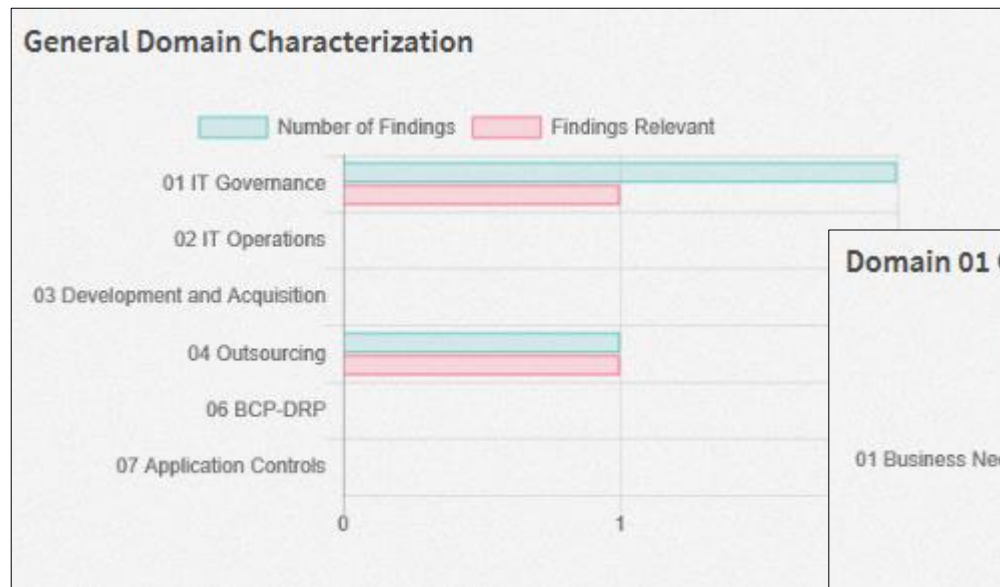 General Domain Characterization
Number of Findings Findings Relevant
01 IT Governance
02 IT Operations
03 Development and Acquisition
04 Outsourcing
06 BCP-DRP
07 Application Controls
0 1
Domain 01
01 Business